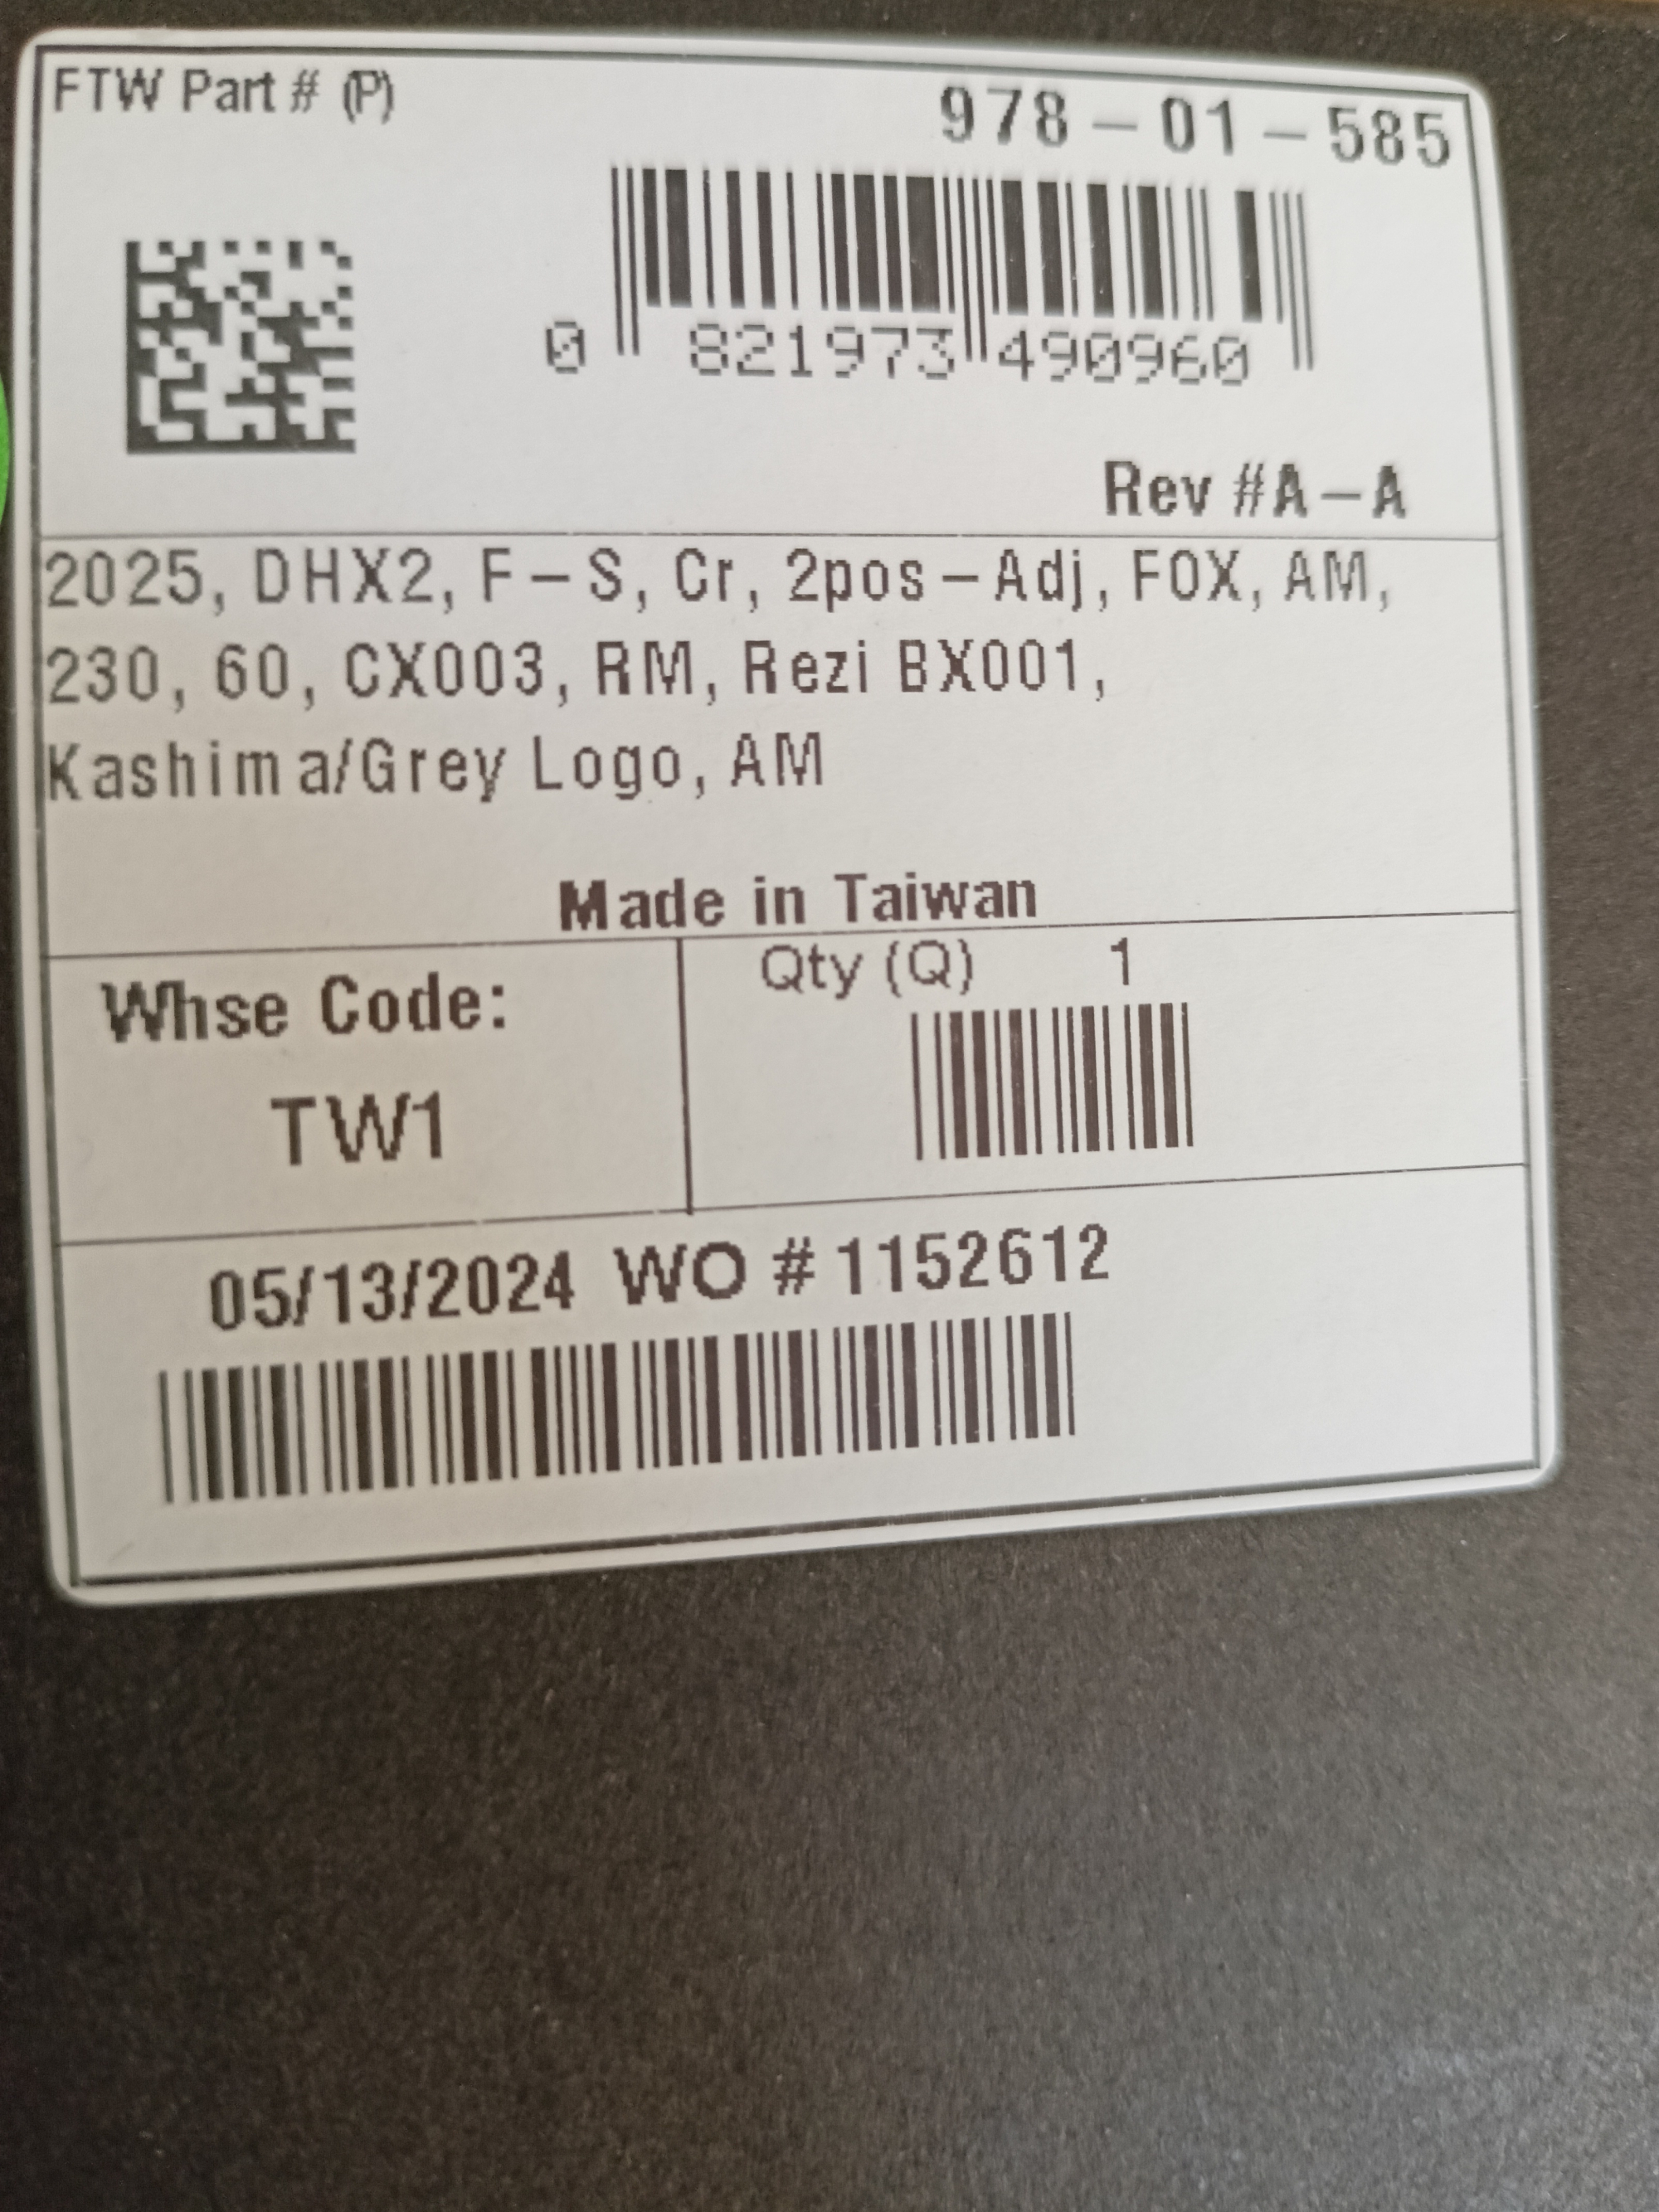 FTW Part # (P)
978-01-585
0 821973 490960
Rev #A-A
2025, DHX2, F-S, Cr, 2pos-Adj, FOX, AM,
230, 60, CX003, RM, Rezi BX001,
Kashima/Grey Logo, AM
Made in Taiwan
Whse Code:
TW1
Qty (Q) 1
05/13/2024 WO # 1152612